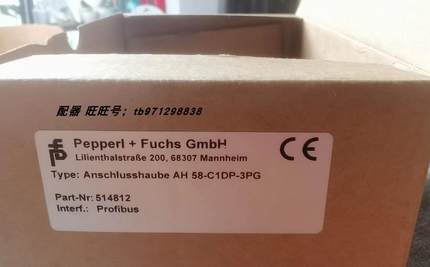 配器 旺旺号；tb971298838
Pepperl + Fuchs GmbH
Lilienthalstraße 200, 68307 Mannheim
Type: Anschlusshaube AH 58-C1DP-3PG
Part-Nr: 514812
Interf.: Profibus
CE